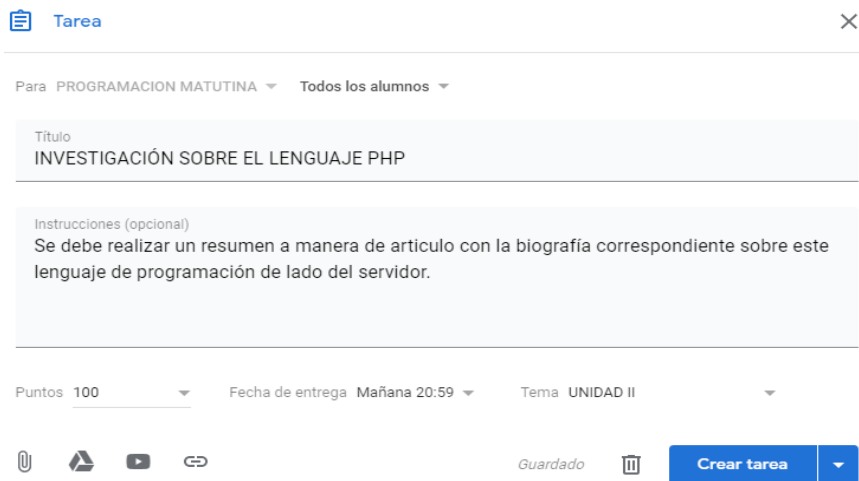 Tarea
Para PROGRAMACION MATUTINA Todos los alumnos
Título
INVESTIGACIÓN SOBRE EL LENGUAJE PHP
Instrucciones (opcional)
Se debe realizar un resumen a manera de articulo con la biografía correspondiente sobre este
lenguaje de programación de lado del servidor.
Puntos 100 Fecha de entrega Mañana 20:59 Tema UNIDAD II
Guardado Crear tarea